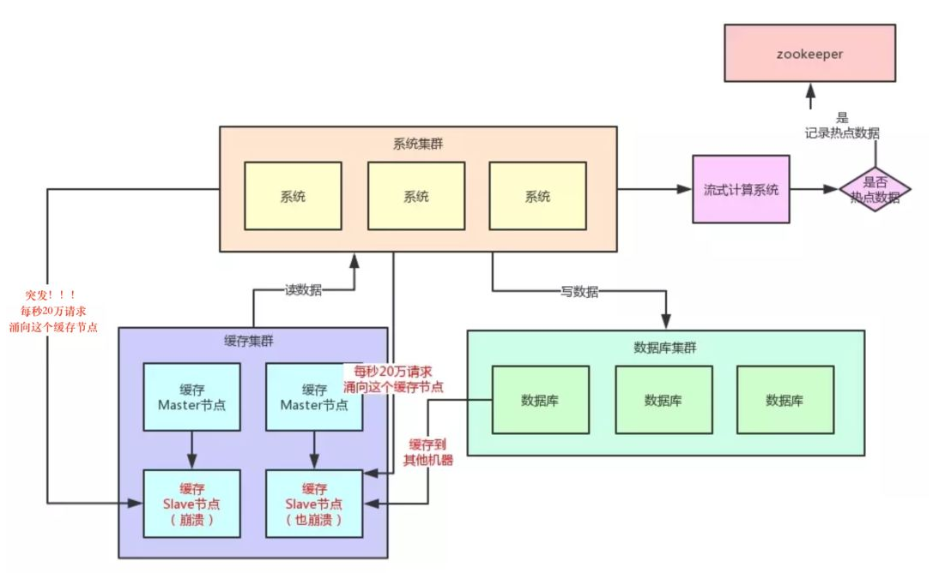 zookeeper
是
记录热点数据
系统集群
系统
系统
系统
流式计算系统
是否
热点数据
突发！！！
每秒20万请求
涌向这个缓存节点
读数据
写数据
缓存集群
缓存
Master节点
缓存
Master节点
每秒20万请求
涌向这个缓存节点
数据库集群
数据库
数据库
数据库
缓存到
其他机器
缓存
Slave节点
（崩溃）
缓存
Slave节点
（也崩溃）